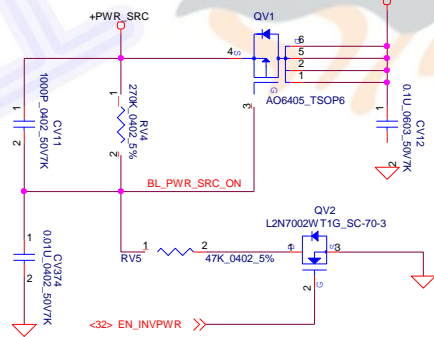 +PWR_SRC
QV1
4
S
D
6
5
2
1
G
3
AO6405_TSOP6
1
2
1000P_0402_50V7K
CV11
1
2
270K_0402_5%
RV4
1
2
0.1U_0603_50V7K
CV12
BL_PWR_SRC_ON
QV2
L2N7002WT1G_SC-70-3
1
2
0.01U_0402_50V7K
CV374
RV5
1
2
47K_0402_5%
1
D
S
3
2
G
<32> EN_INVPWR